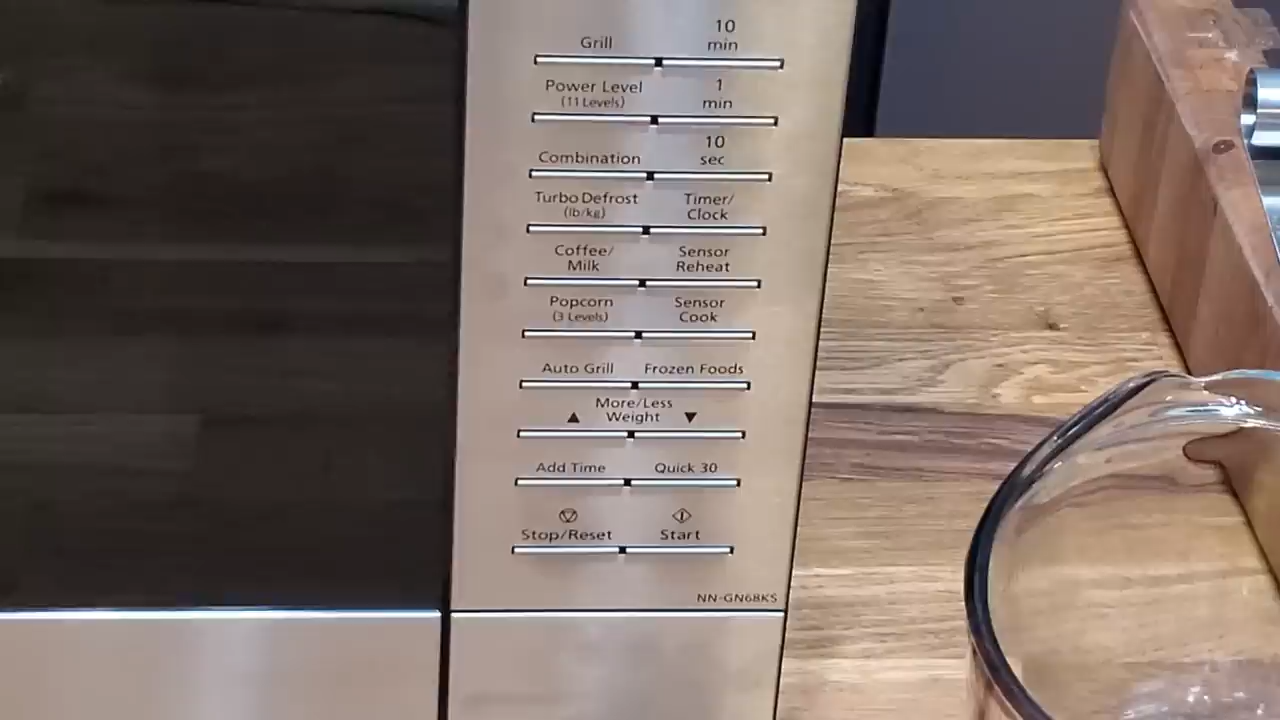 Grill
10
min
Power Level
(11 Levels)
1
min
Combination
10
sec
Turbo Defrost
(lb/kg)
Timer/
Clock
Coffee/
Milk
Sensor
Reheat
Popcorn
(3 Levels)
Sensor
Cook
Auto Grill
Frozen Foods
More/Less
Weight
Add Time
Quick 30
Stop/Reset
Start
NN-GN68KS